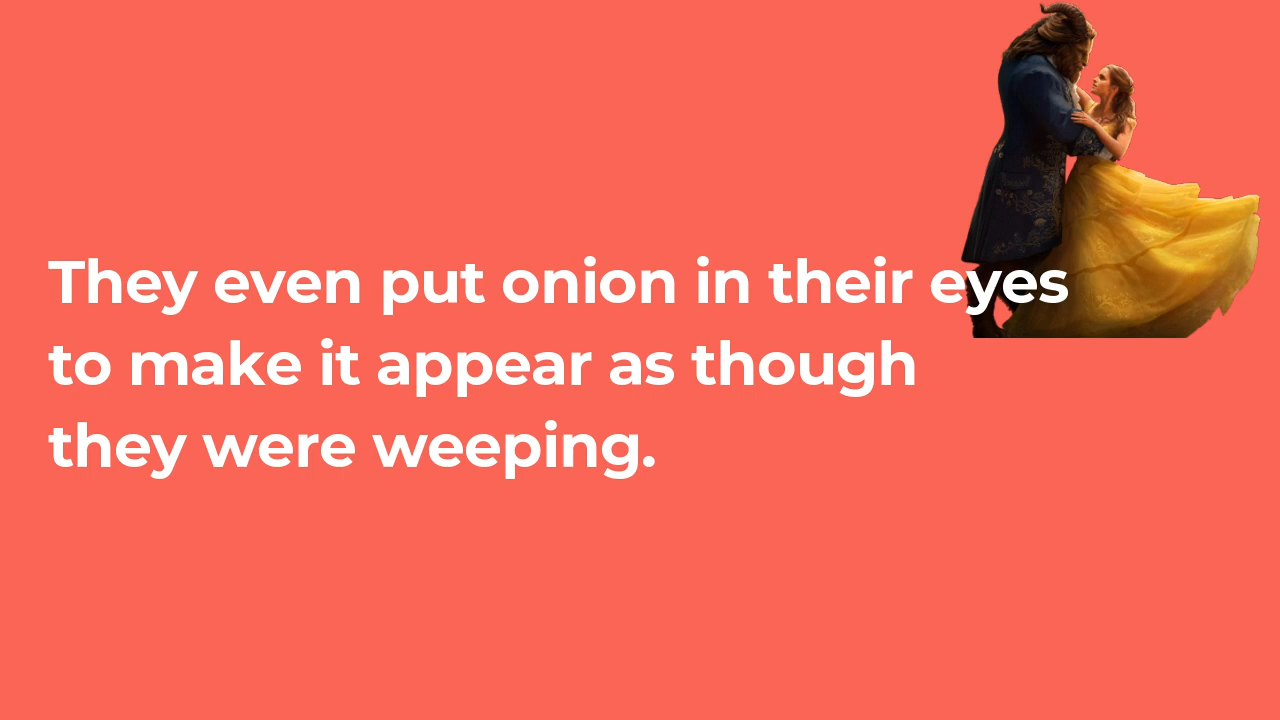 They even put onion in their eyes
to make it appear as though
they were weeping.